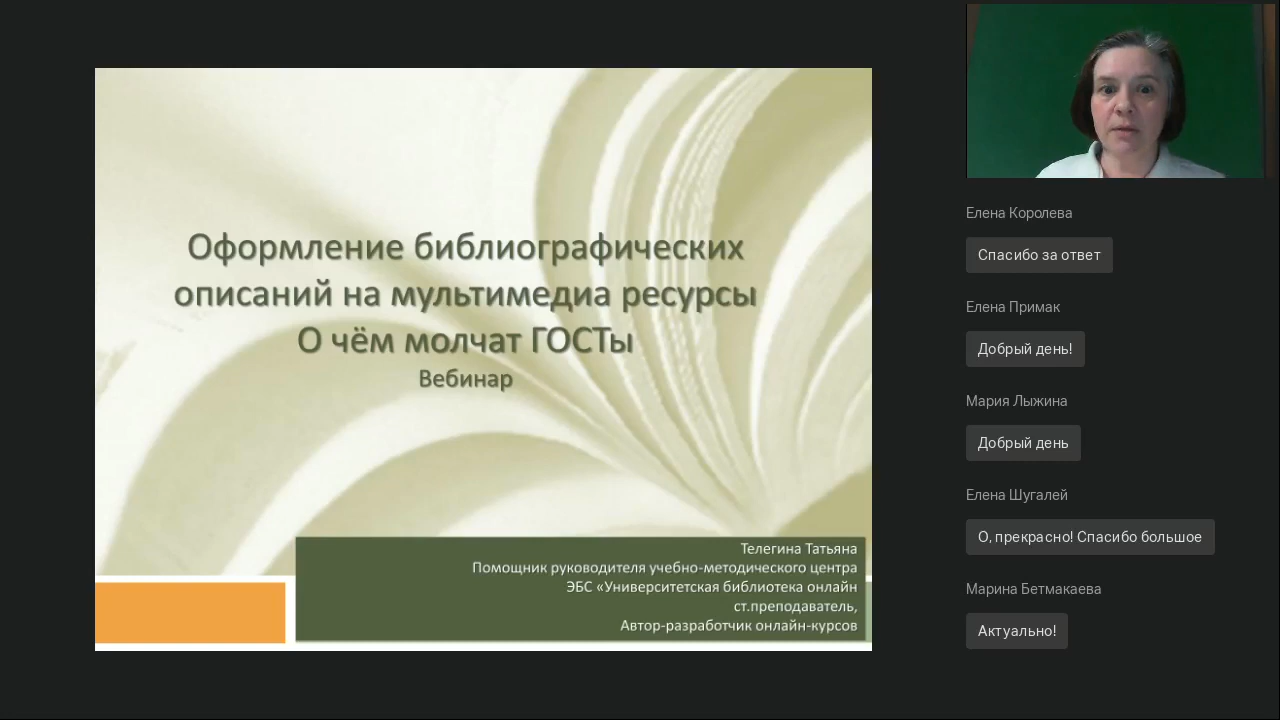 Оформление библиографических
описаний на мультимедиа ресурсы
О чём молчат ГОСТы
Вебинар
Телегина Татьяна
Помощник руководителя учебно-методического центра
ЭБС «Университетская библиотека онлайн
ст.преподаватель,
Автор-разработчик онлайн-курсов
Елена Королева
Спасибо за ответ
Елена Примак
Добрый день!
Мария Лыжина
Добрый день
Елена Шугалей
О, прекрасно! Спасибо большое
Марина Бетмакаева
Актуально!